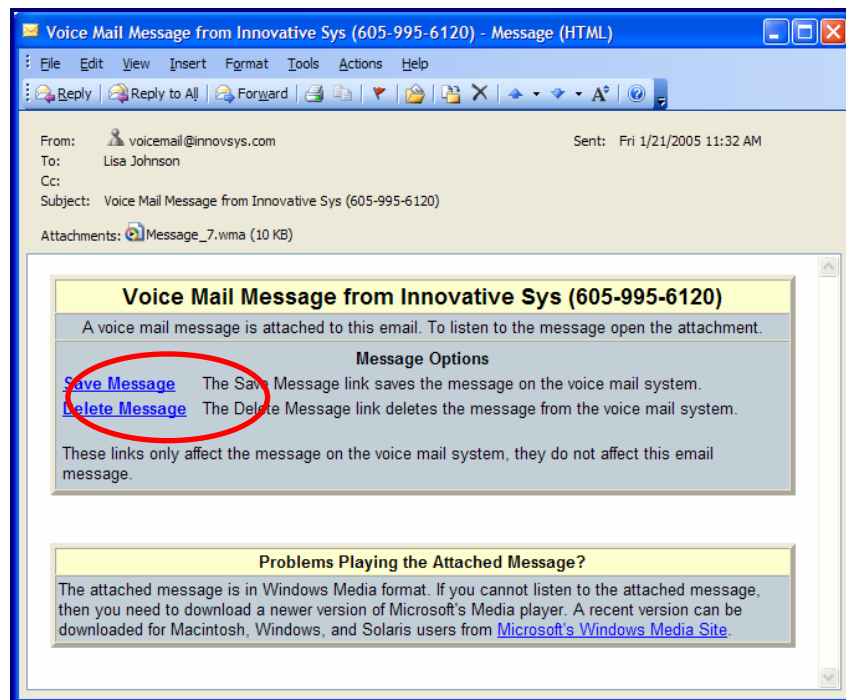 Voice Mail Message from Innovative Sys (605-995-6120) - Message (HTML)
File Edit View Insert Format Tools Actions Help
Reply Reply to All Forward
From: voicemail@innovsys.com Sent: Fri 1/21/2005 11:32 AM
To: Lisa Johnson
Cc:
Subject: Voice Mail Message from Innovative Sys (605-995-6120)
Attachments: Message_7.wma (10 KB)
Voice Mail Message from Innovative Sys (605-995-6120)
A voice mail message is attached to this email. To listen to the message open the attachment.
Message Options
Save Message The Save Message link saves the message on the voice mail system.
Delete Message The Delete Message link deletes the message from the voice mail system.
These links only affect the message on the voice mail system, they do not affect this email
message.
Problems Playing the Attached Message?
The attached message is in Windows Media format. If you cannot listen to the attached message,
then you need to download a newer version of Microsoft's Media player. A recent version can be
downloaded for Macintosh, Windows, and Solaris users from Microsoft's Windows Media Site.